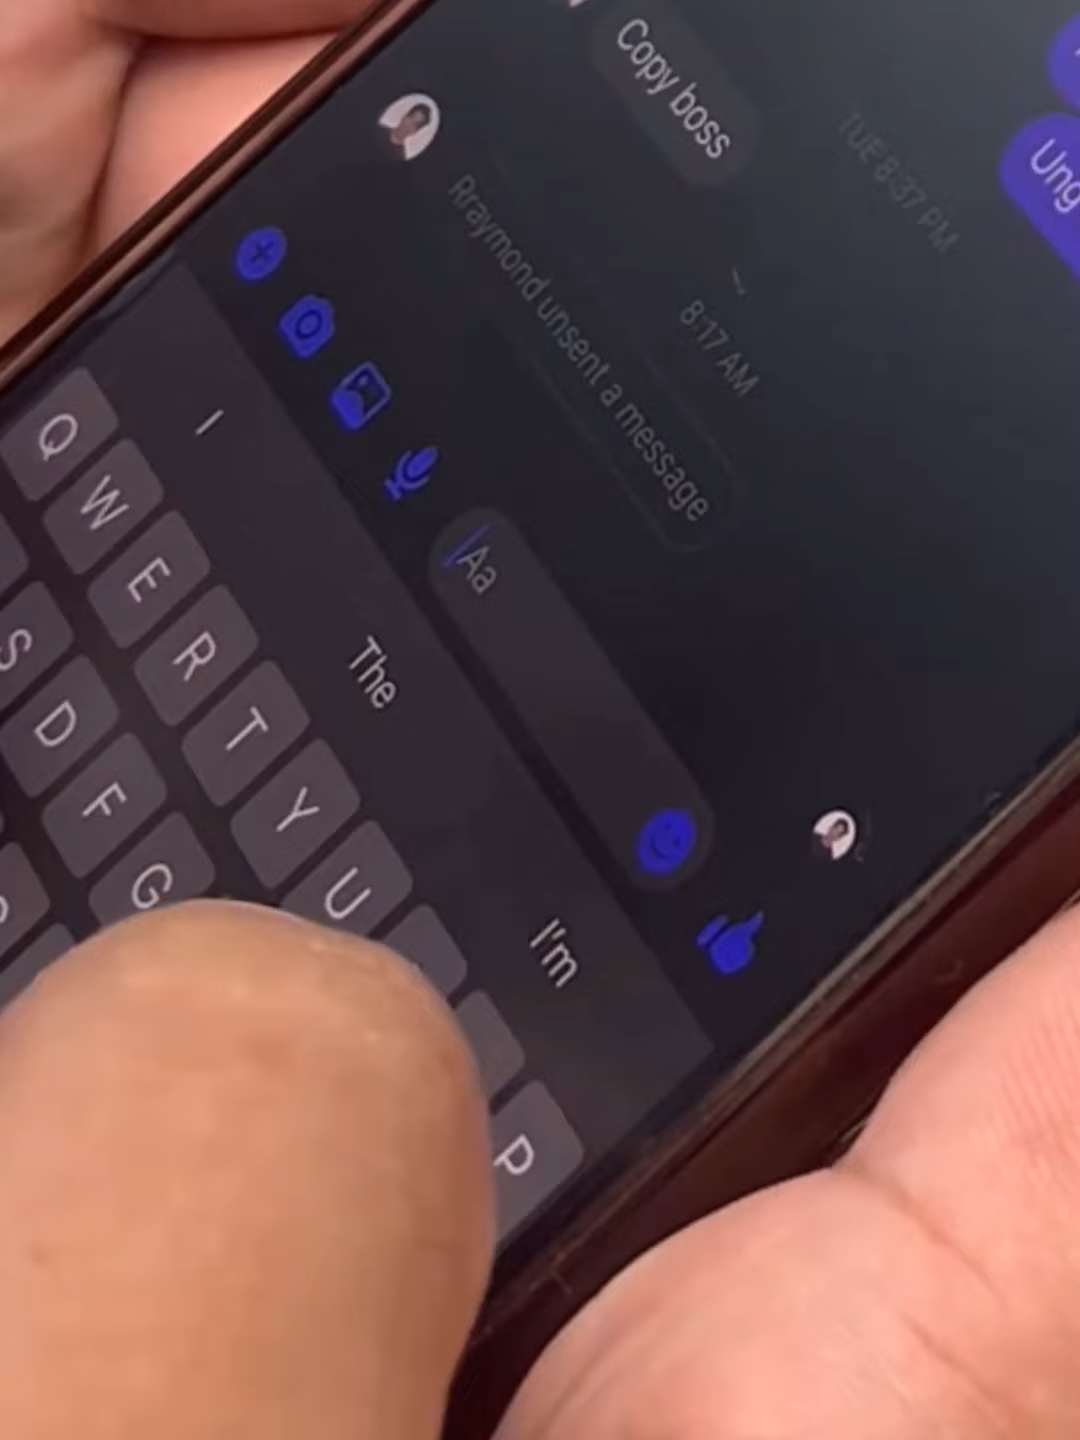 Ung
TUE 8:37 PM
Copy boss
8:17 AM
Rraymond unsent a message
Aa
I
The
I'm
Q W E R T Y U P
S D F G